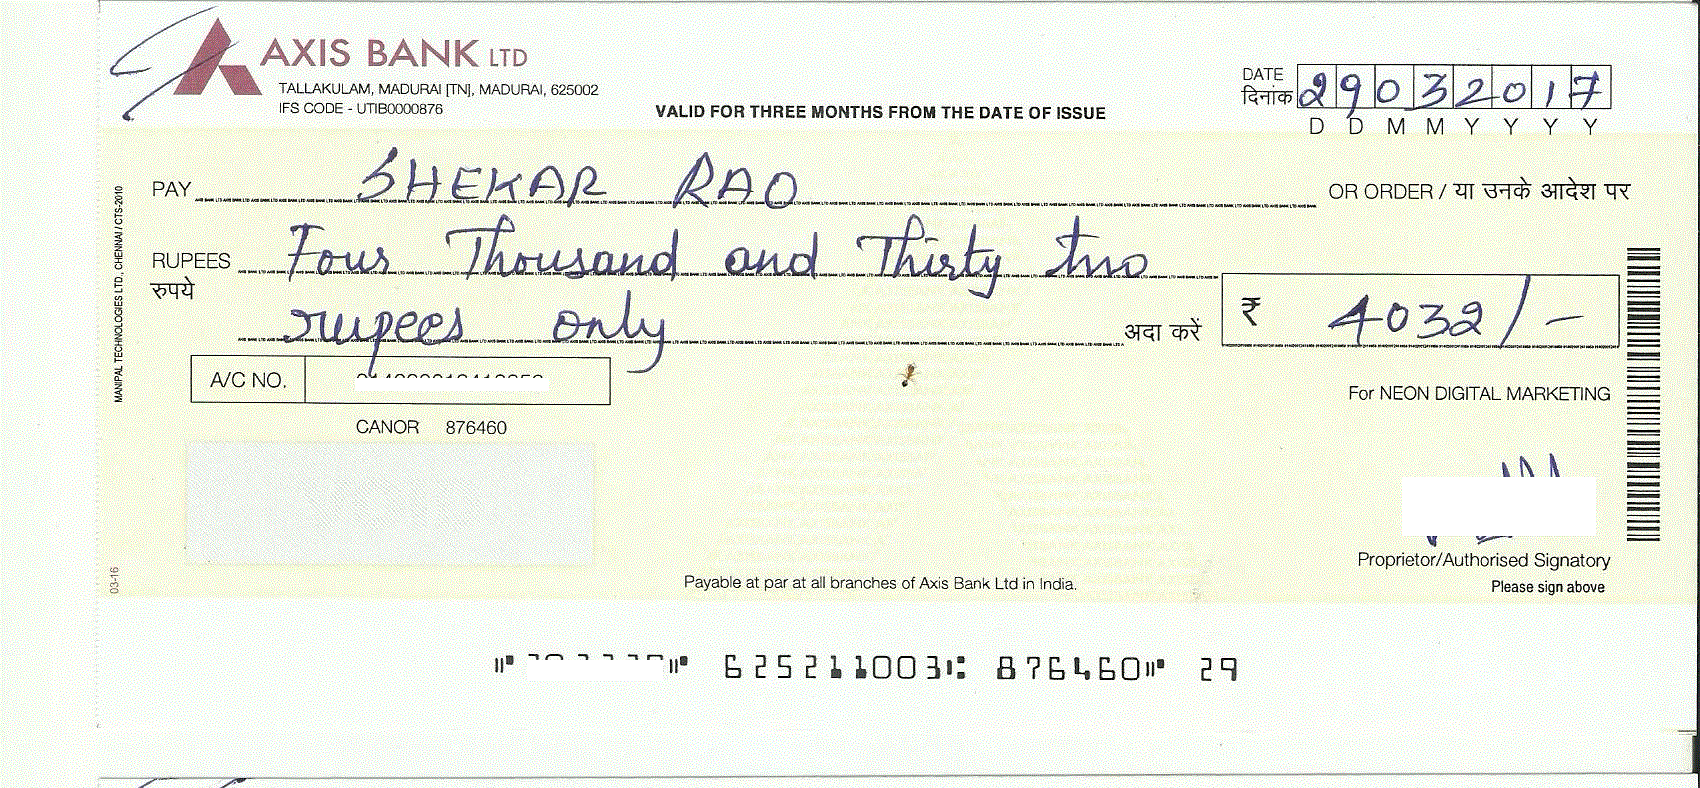 AXIS BANK LTD
TALLAKULAM, MADURAI [TN], MADURAI, 625002
IFS CODE - UTIB0000876
VALID FOR THREE MONTHS FROM THE DATE OF ISSUE
DATE 29032017
दिनांक D D M M Y Y Y Y
PAY SHEKAR RAO OR ORDER / या उनके आदेश पर
RUPEES Four Thousand and Thirty two
रुपये rupees only अदा करें ₹ 4032/-
A/C NO.
For NEON DIGITAL MARKETING
CANOR 876460
MANIPAL TECHNOLOGIES LTD., CHENNAI / CTS-2010
03-16
Proprietor/Authorised Signatory
Payable at par at all branches of Axis Bank Ltd in India.
Please sign above
625211003 876460 29